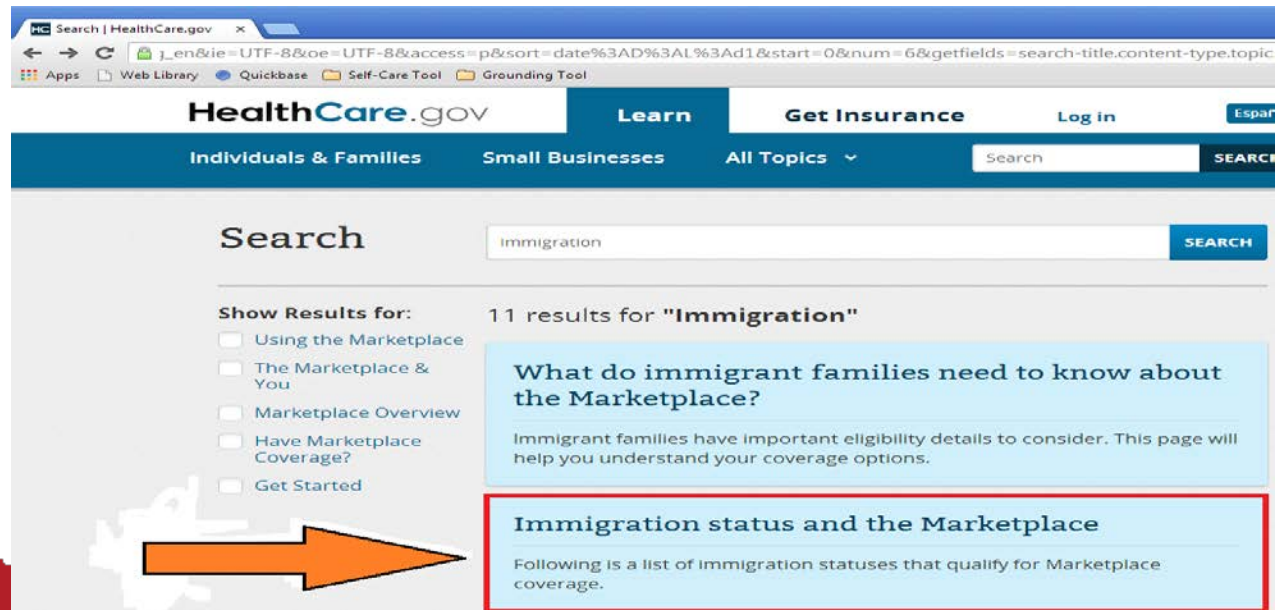 HC Search | HealthCare.gov ×
_en&ie=UTF-8&oe=UTF-8&access=p&sort=date%3AD%3AL%3Ad1&start=0&num=6&getfields=search-title.content-type.topic
Apps Web Library Quickbase Self-Care Tool Grounding Tool
HealthCare.gov Learn Get Insurance Log in
Individuals & Families Small Businesses All Topics Search SEARCH
Search Immigration SEARCH
Show Results for:
Using the Marketplace
The Marketplace &
You
Marketplace Overview
Have Marketplace
Coverage?
Get Started
11 results for "Immigration"
What do immigrant families need to know about
the Marketplace?
Immigrant families have important eligibility details to consider. This page will
help you understand your coverage options.
Immigration status and the Marketplace
Following is a list of immigration statuses that qualify for Marketplace
coverage.